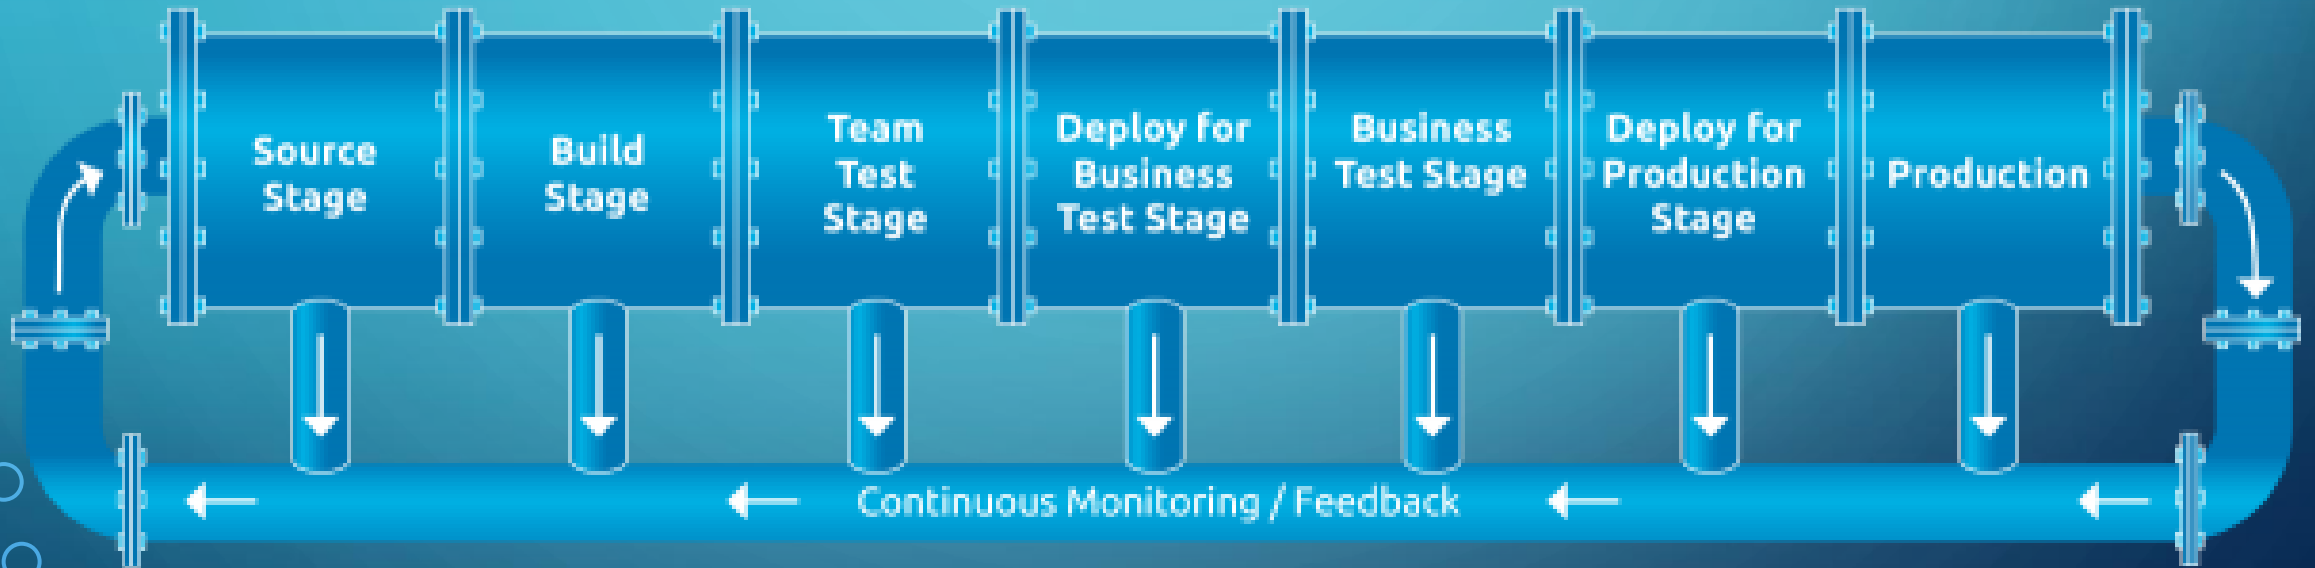 Source
Stage
Build
Stage
Team
Test
Stage
Deploy for
Business
Test Stage
Business
Test Stage
Deploy for
Production
Stage
Production
Continuous Monitoring / Feedback